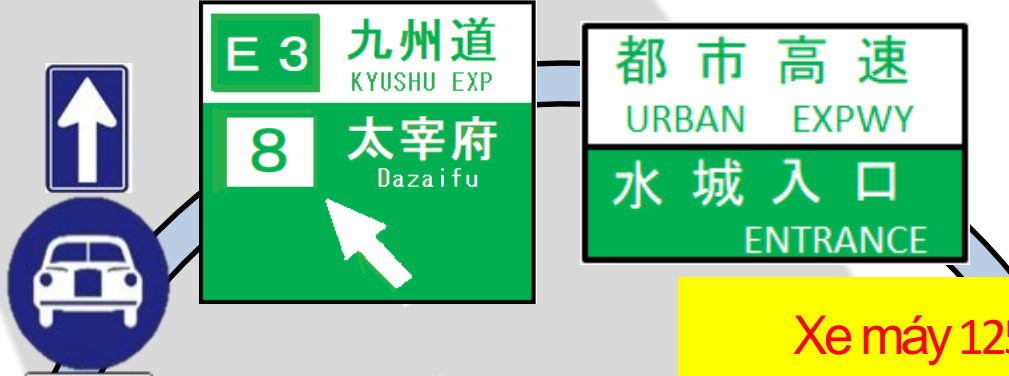 E 3 九州道
KYUSHU EXP
8 太宰府
Dazaifu
都市高速
URBAN EXPWY
水城入口
ENTRANCE
Xe máy 125